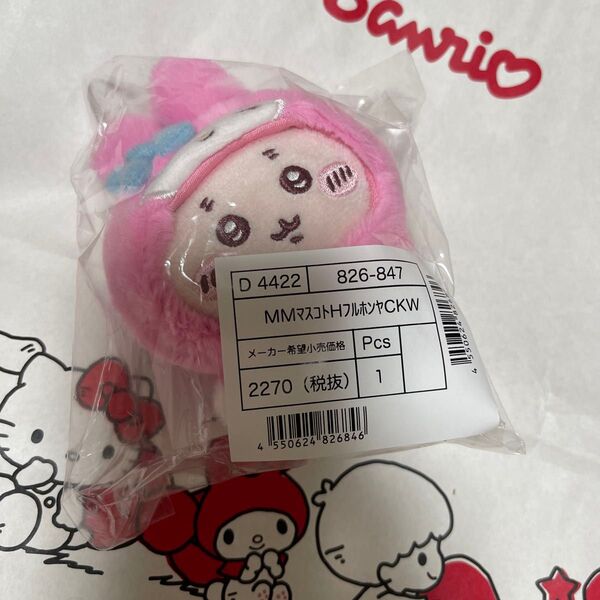 Sanrio
D 4422 826-847
MMマスコトHフルホンヤCKW
メーカー希望小売価格 Pcs
2270(税抜) 1
4 550624 826846